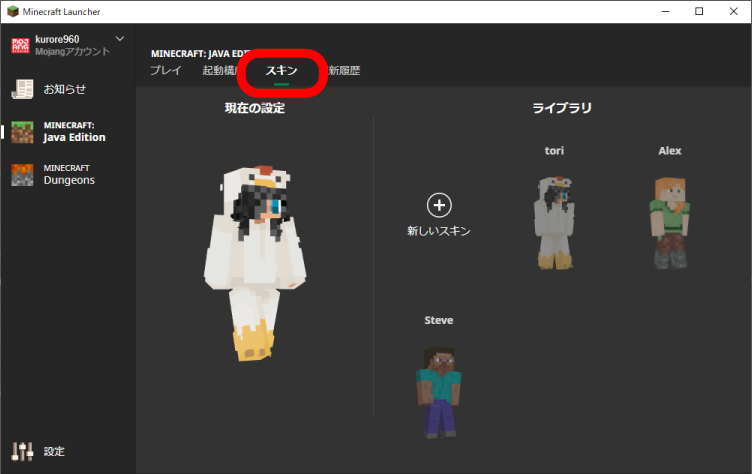 Minecraft Launcher
kurore960
Mojangアカウント
お知らせ
MINECRAFT:
Java Edition
MINECRAFT
Dungeons
設定
MINECRAFT: JAVA EDI
プレイ
起動構
スキン
新履歴
現在の設定
ライブラリ
新しいスキン
tori
Alex
Steve